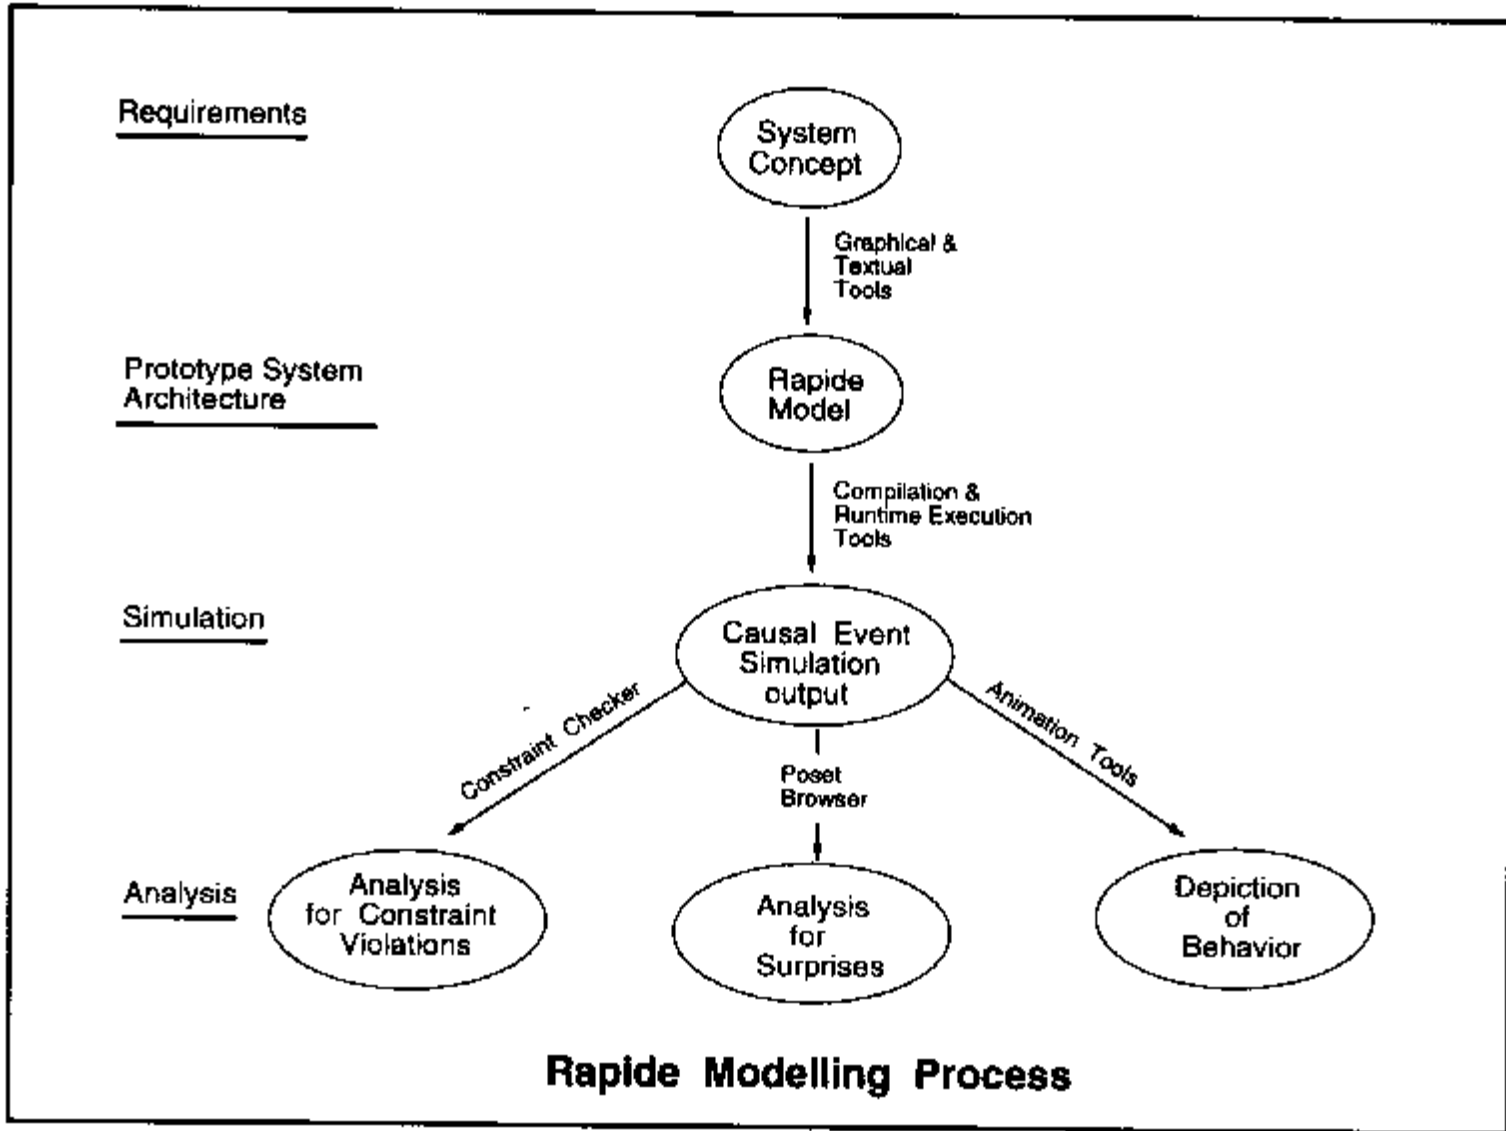 Requirements
System
Concept
Graphical &
Textual
Tools
Prototype System
Architecture
Rapide
Model
Compilation &
Runtime Execution
Tools
Simulation
Causal Event
Simulation
output
Constraint Checker
Poset
Browser
Animation Tools
Analysis
Analysis
for Constraint
Violations
Analysis
for
Surprises
Depiction
of
Behavior
Rapide Modelling Process